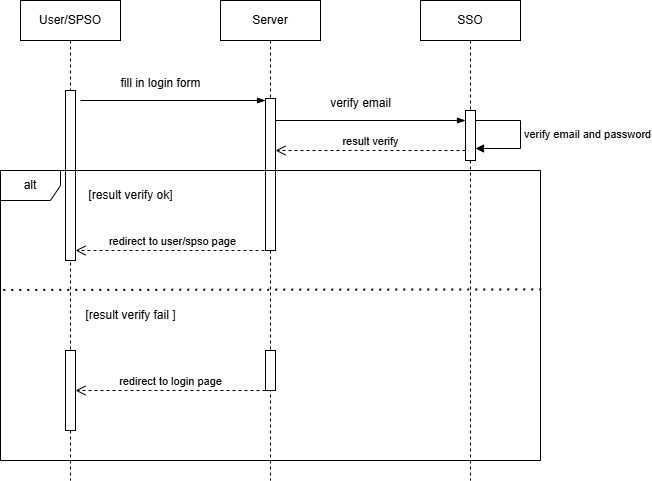 User/SPSO
Server
SSO
fill in login form
verify email
verify email and password
result verify
alt
[result verify ok]
redirect to user/spso page
[result verify fail ]
redirect to login page